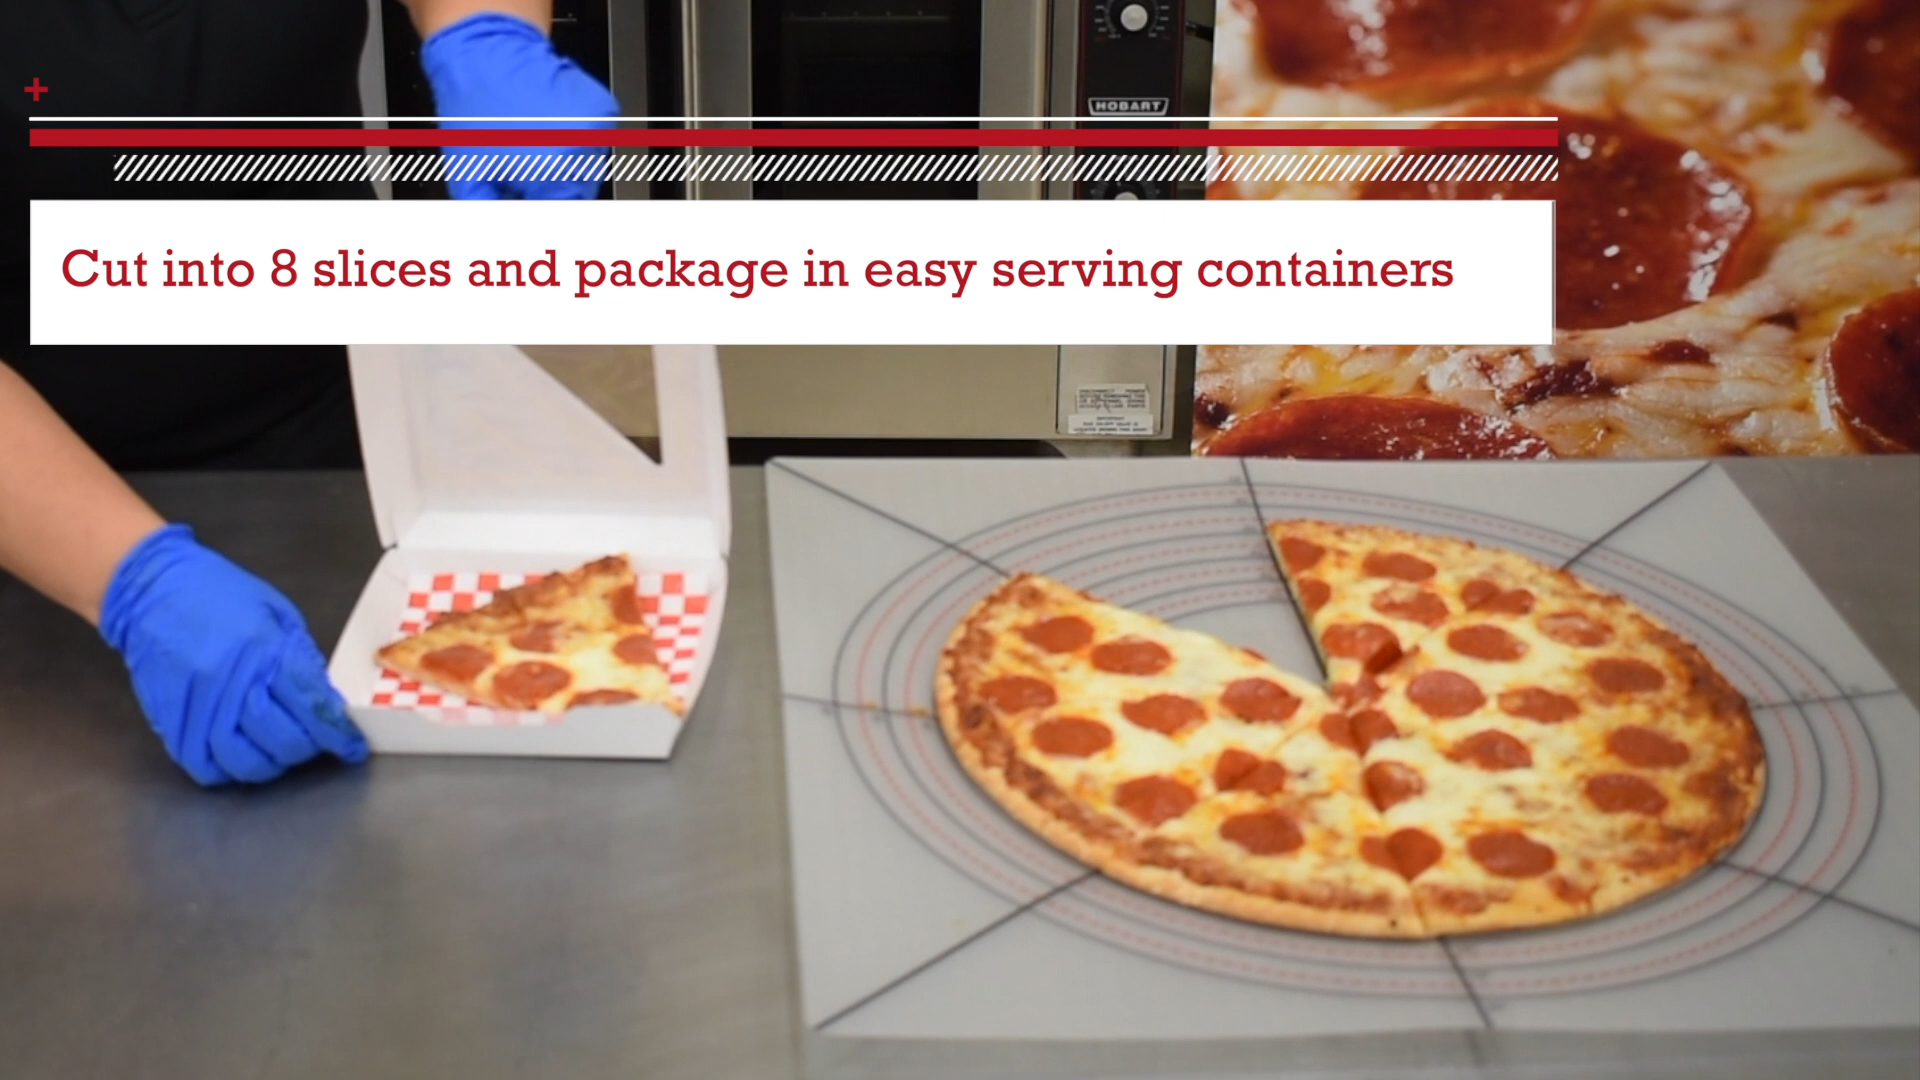 HOBART
Cut into 8 slices and package in easy serving containers